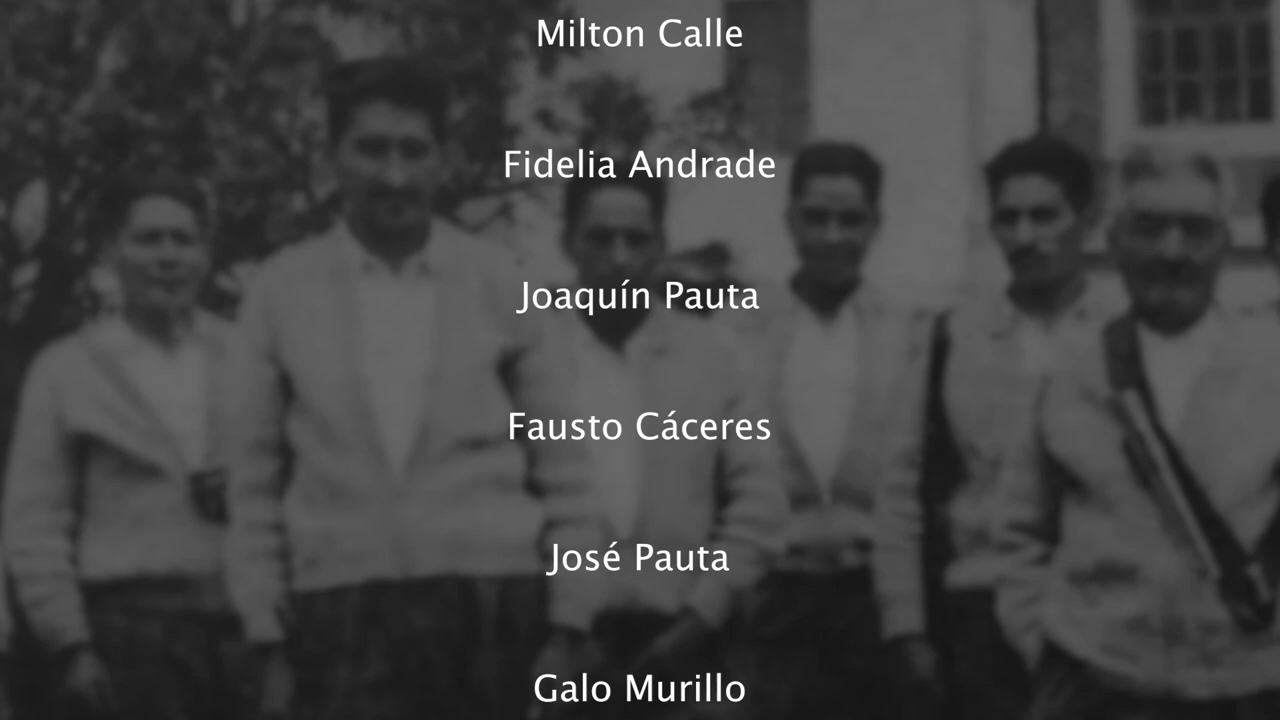 Milton Calle
Fidelia Andrade
Joaquín Pauta
Fausto Cáceres
José Pauta
Galo Murillo